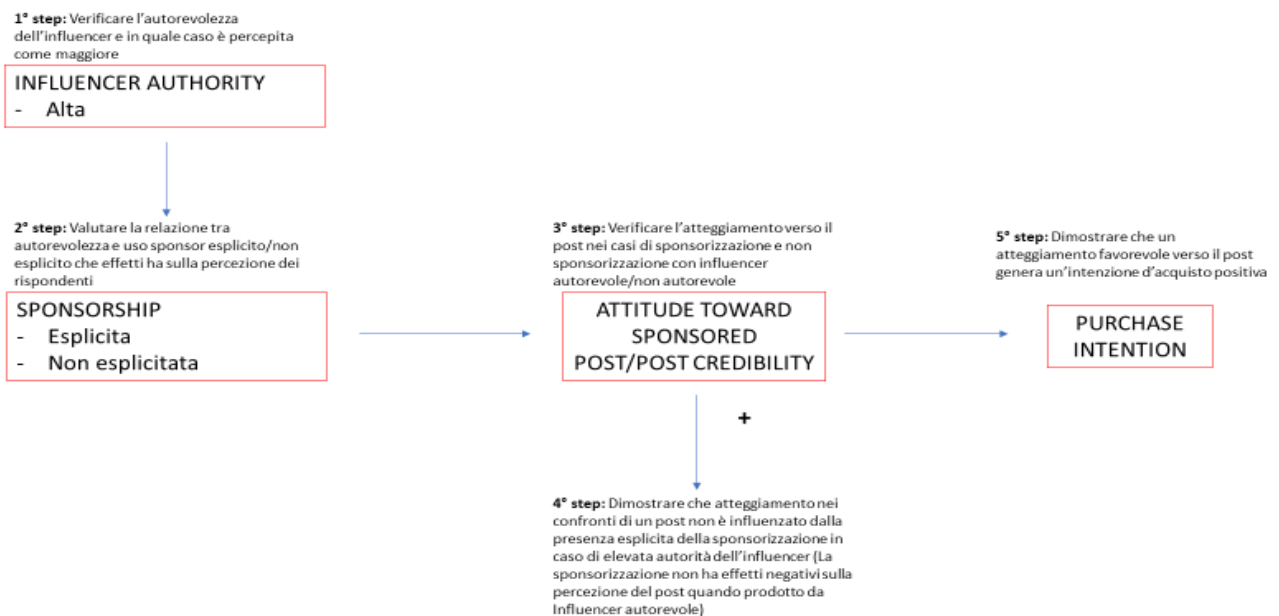 1° step: Verificare l'autorevolezza
dell'influencer e in quale caso è percepita
come maggiore
INFLUENCER AUTHORITY
- Alta
2° step: Valutare la relazione tra
autorevolezza e uso sponsor esplicito/non
esplicito che effetti ha sulla percezione dei
rispondenti
SPONSORSHIP
- Esplicita
- Non esplicitata
3° step: Verificare l'atteggiamento verso il
post nei casi di sponsorizzazione e non
sponsorizzazione con influencer
autorevole/non autorevole
ATTITUDE TOWARD
SPONSORED
POST/POST CREDIBILITY
+
4° step: Dimostrare che atteggiamento nei
confronti di un post non è influenzato dalla
presenza esplicita della sponsorizzazione in
caso di elevata autorità dell'influencer (La
sponsorizzazione non ha effetti negativi sulla
percezione del post quando prodotto da
Influencer autorevole)
5° step: Dimostrare che un
atteggiamento favorevole verso il post
genera un'intenzione d'acquisto positiva
PURCHASE
INTENTION